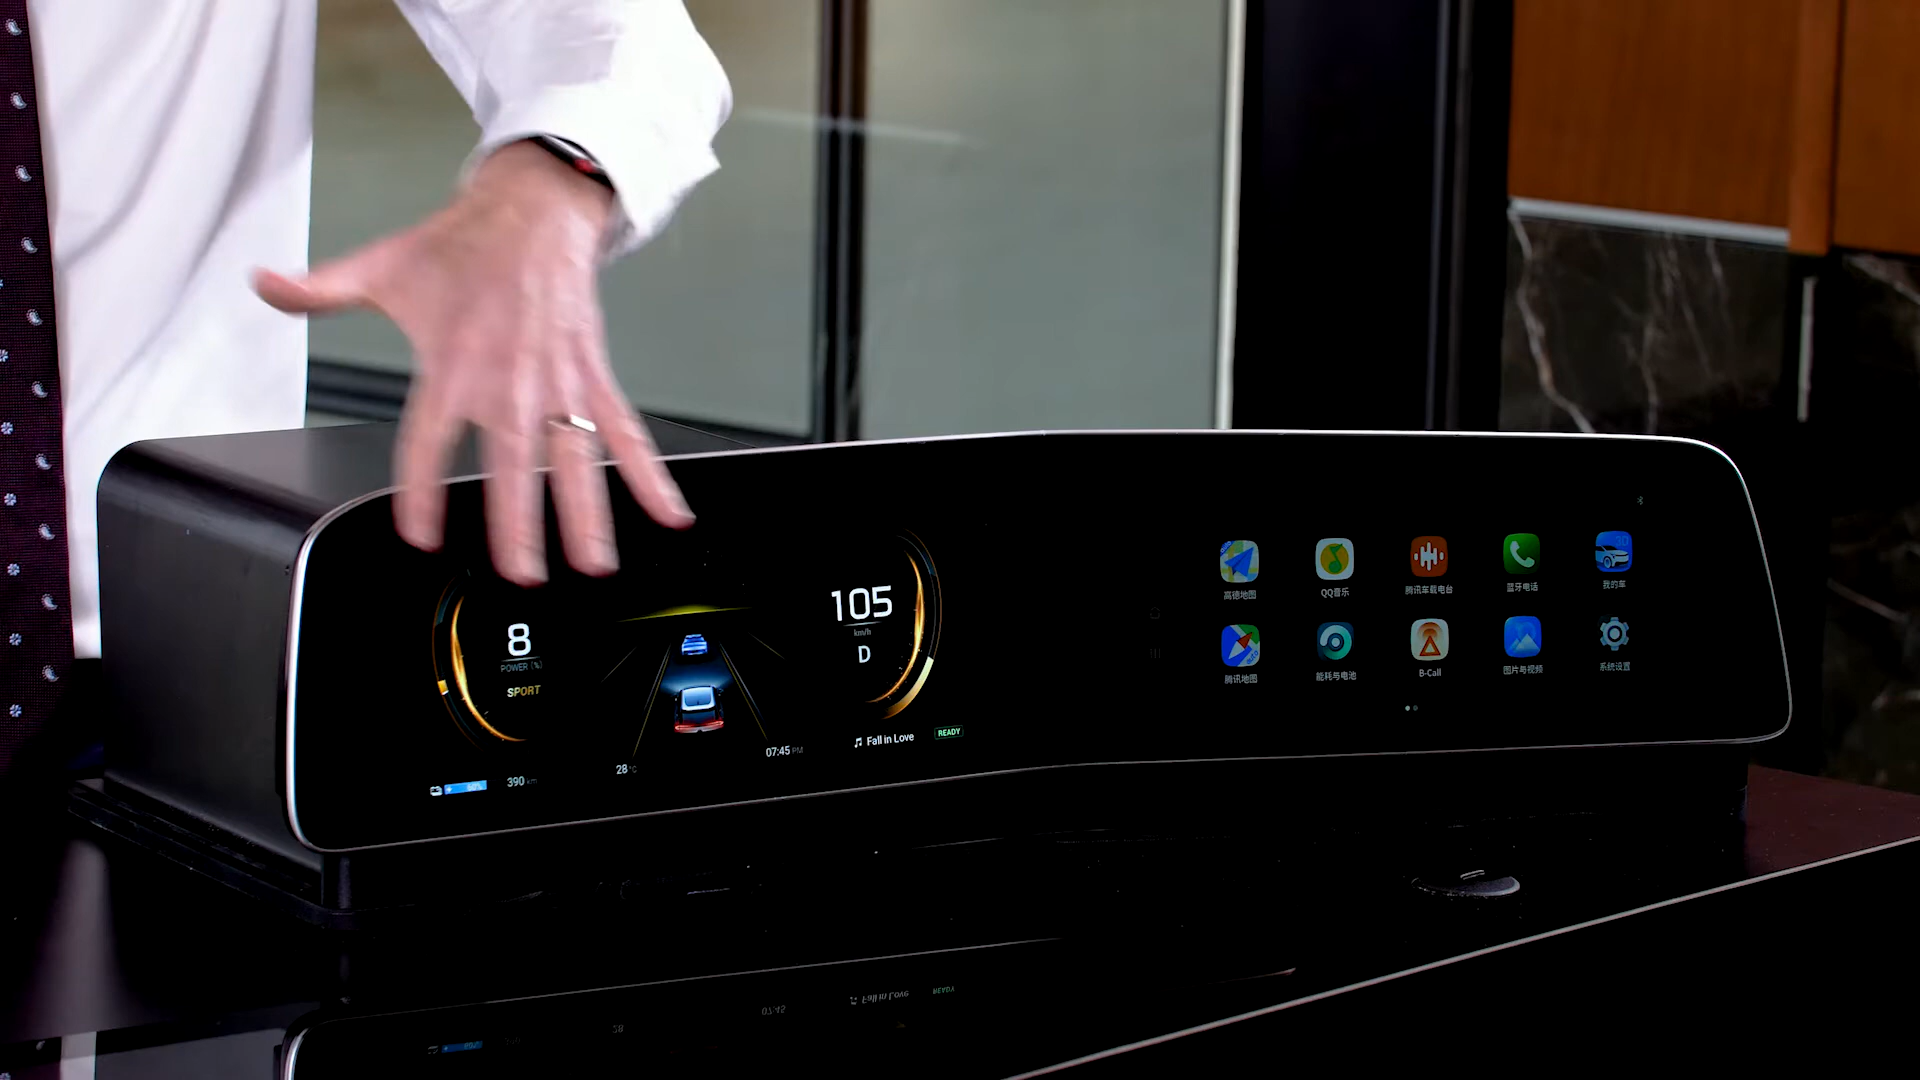 8
POWER (%)
SPORT
105
km/h
D
07:45 PM
Fall in Love
READY
28°C
60%
390 km
高德地图
QQ音乐
腾讯车载电台
蓝牙电话
我的车
腾讯地图
能耗与电池
B-Call
图片与视频
系统设置